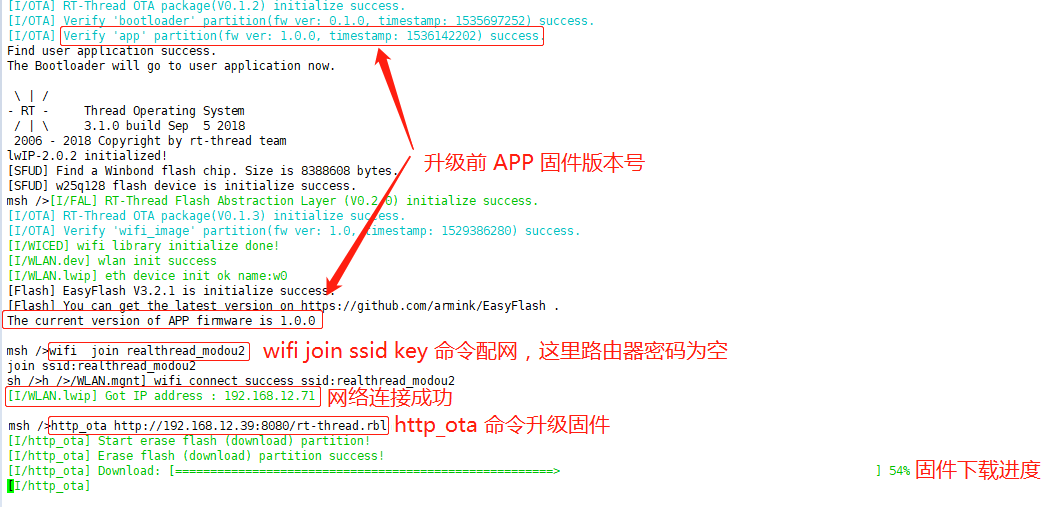 [I/OTA] RT-Thread OTA package(V0.1.2) initialize success.
[I/OTA] Verify 'bootloader' partition(fw ver: 0.1.0, timestamp: 1535697252) success.
[I/OTA] Verify 'app' partition(fw ver: 1.0.0, timestamp: 1536142202) success.
Find user application success.
The Bootloader will go to user application now.
\ | /
- RT -     Thread Operating System
/ | \     3.1.0 build Sep  5 2018
2006 - 2018 Copyright by rt-thread team
升级前 APP 固件版本号
lwIP-2.0.2 initialized!
[SFUD] Find a Winbond flash chip. Size is 8388608 bytes.
[SFUD] w25q128 flash device is initialize success.
msh />[I/FAL] RT-Thread Flash Abstraction Layer (V0.2.0) initialize success.
[I/OTA] RT-Thread OTA package(V0.1.3) initialize success.
[I/OTA] Verify 'wifi_image' partition(fw ver: 1.0, timestamp: 1529386280) success.
[I/WICED] wifi library initialize done!
[I/WLAN.dev] wlan init success
[I/WLAN.lwip] eth device init ok name:w0
[Flash] EasyFlash V3.2.1 is initialize success.
[Flash] You can get the latest version on https://github.com/armink/EasyFlash .
The current version of APP firmware is 1.0.0
msh />wifi  join realthread_modou2 wifi join ssid key 命令配网，这里路由器密码为空
join ssid:realthread_modou2
sh />h />/WLAN.mgnt] wifi connect success ssid:realthread_modou2
[I/WLAN.lwip] Got IP address : 192.168.12.71 网络连接成功
msh />http_ota http://192.168.12.39:8080/rt-thread.rbl http_ota 命令升级固件
[I/http_ota] Start erase flash (download) partition!
[I/http_ota] Erase flash (download) partition success!
[I/http_ota] Download: [======================================================>                                             ] 54% 固件下载进度
[I/http_ota]